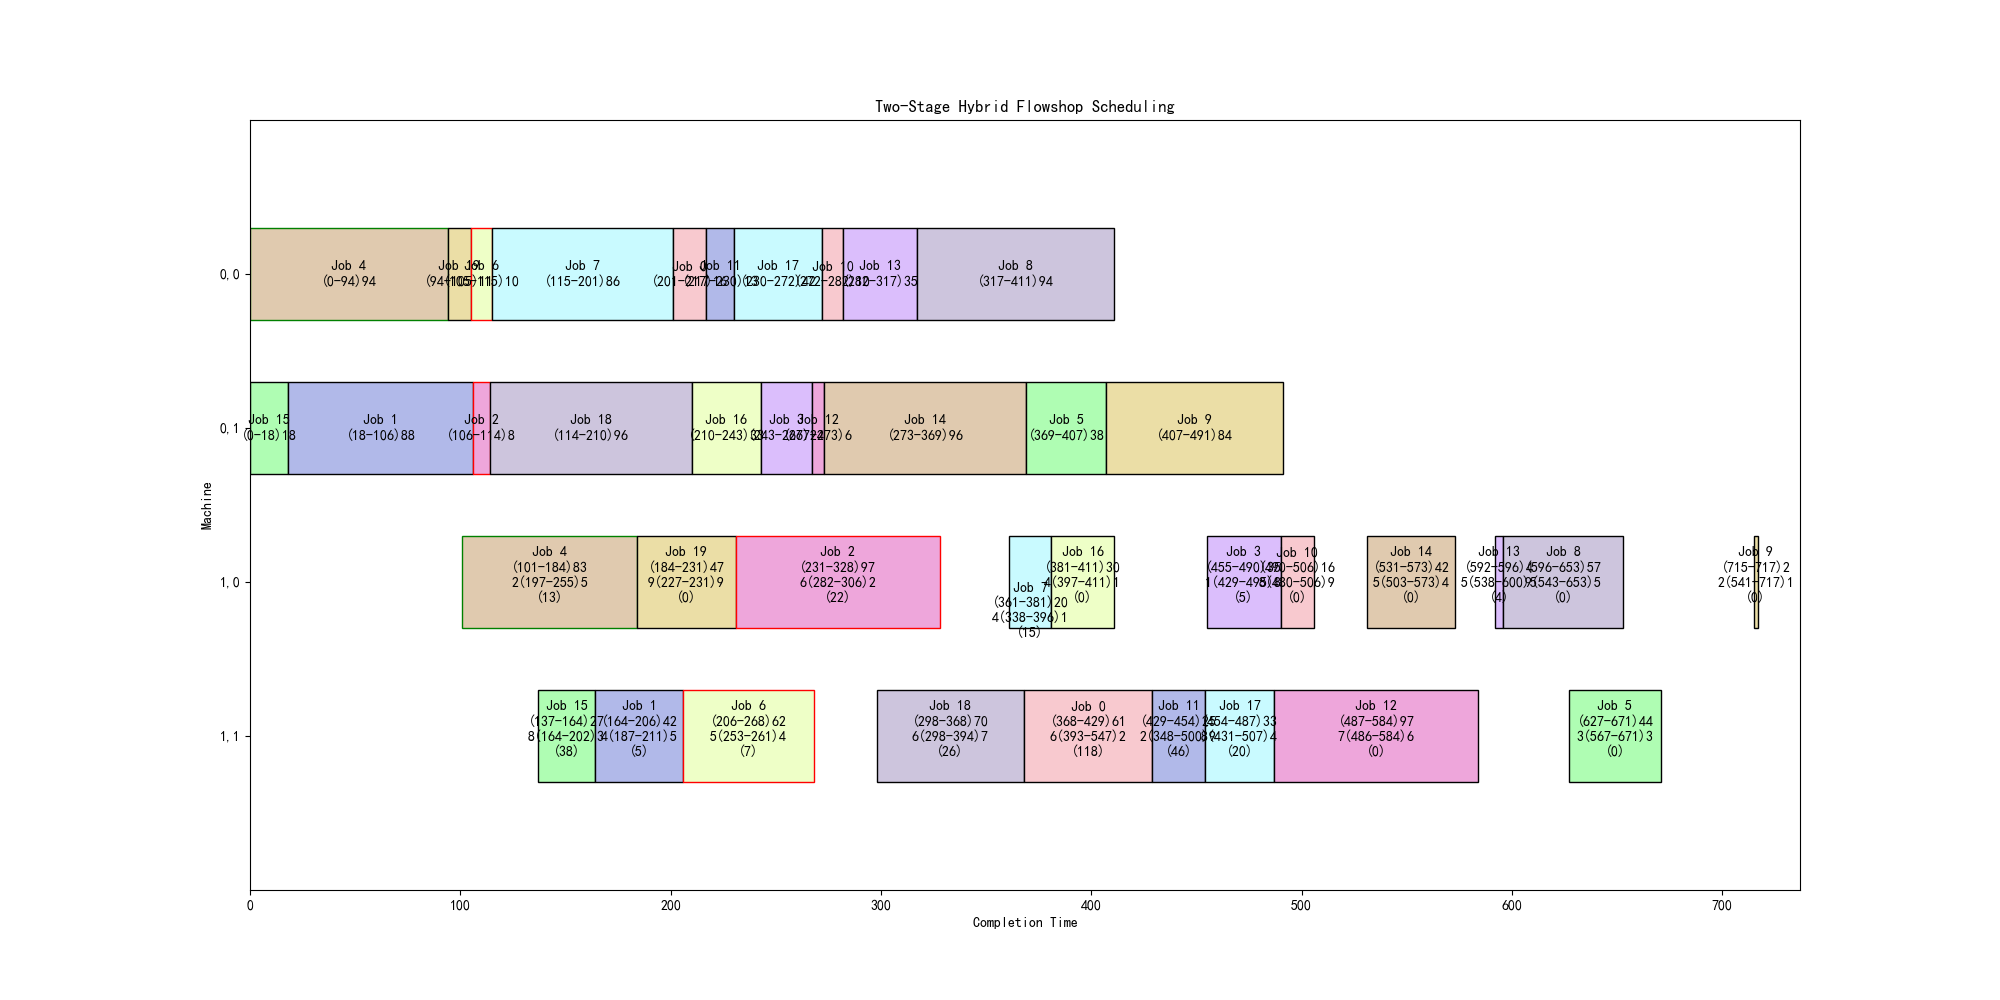 Two-Stage Hybrid Flowshop Scheduling
0,0
Job 4
(0-94)94
Job 19
(94-105)11
Job 6
(105-115)10
Job 7
(115-201)86
Job 0
(201-217)16
Job 11
(217-230)13
Job 17
(230-272)42
Job 10
(272-282)10
Job 13
(282-317)35
Job 8
(317-411)94
0,1
Job 15
(0-18)18
Job 1
(18-106)88
Job 2
(106-114)8
Job 18
(114-210)96
Job 16
(210-243)33
Job 3
(243-267)24
Job 12
(267-273)6
Job 14
(273-369)96
Job 5
(369-407)38
Job 9
(407-491)84
Machine
1,0
Job 4
(101-184)83
2(197-255)5
(13)
Job 19
(184-231)47
9(227-231)9
(0)
Job 2
(231-328)97
6(282-306)2
(22)
Job 7
(361-381)20
4(338-396)1
(15)
Job 16
(381-411)30
4(397-411)1
(0)
Job 3
(455-490)35
1(429-495)8
(5)
Job 10
(490-506)16
8(480-506)9
(0)
Job 14
(531-573)42
5(503-573)4
(0)
Job 13
(592-596)4
5(538-600)9
(4)
Job 8
(596-653)57
5(543-653)5
(0)
Job 9
(715-717)2
2(541-717)1
(0)
1,1
Job 15
(137-164)27
8(164-202)3
(38)
Job 1
(164-206)42
4(187-211)5
(5)
Job 6
(206-268)62
5(253-261)4
(7)
Job 18
(298-368)70
6(298-394)7
(26)
Job 0
(368-429)61
6(393-547)2
(118)
Job 11
(429-454)25
2(348-500)9
(46)
Job 17
(454-487)33
(431-507)4
(20)
Job 12
(487-584)97
7(486-584)6
(0)
Job 5
(627-671)44
3(567-671)3
(0)
0
100
200
300
400
500
600
700
Completion Time